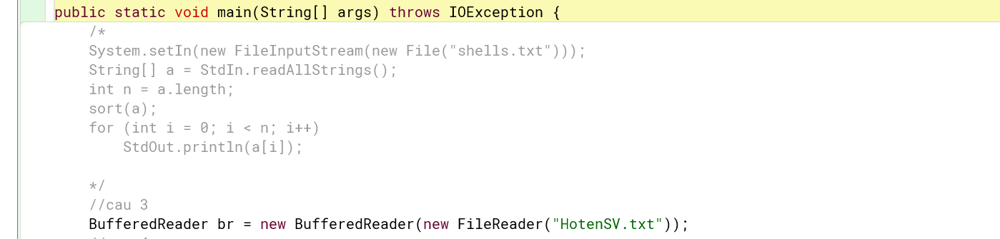 public static void main(String[] args) throws IOException {
/*
System.setIn(new FileInputStream(new File("shells.txt")));
String[] a = StdIn.readAllStrings();
int n = a.length;
sort(a);
for (int i = 0; i < n; i++)
StdOut.println(a[i]);
*/
//cau 3
BufferedReader br = new BufferedReader(new FileReader("HotenSV.txt"));